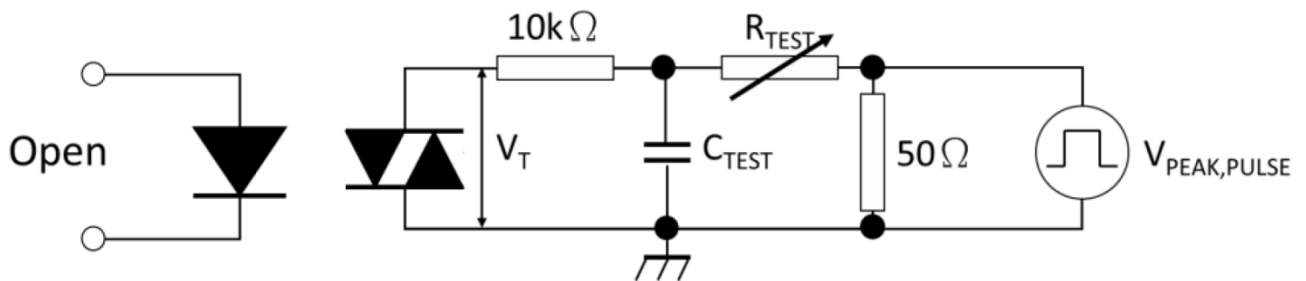 10kΩ
R_TEST
Open
V_T
C_TEST
50Ω
V_PEAK,PULSE